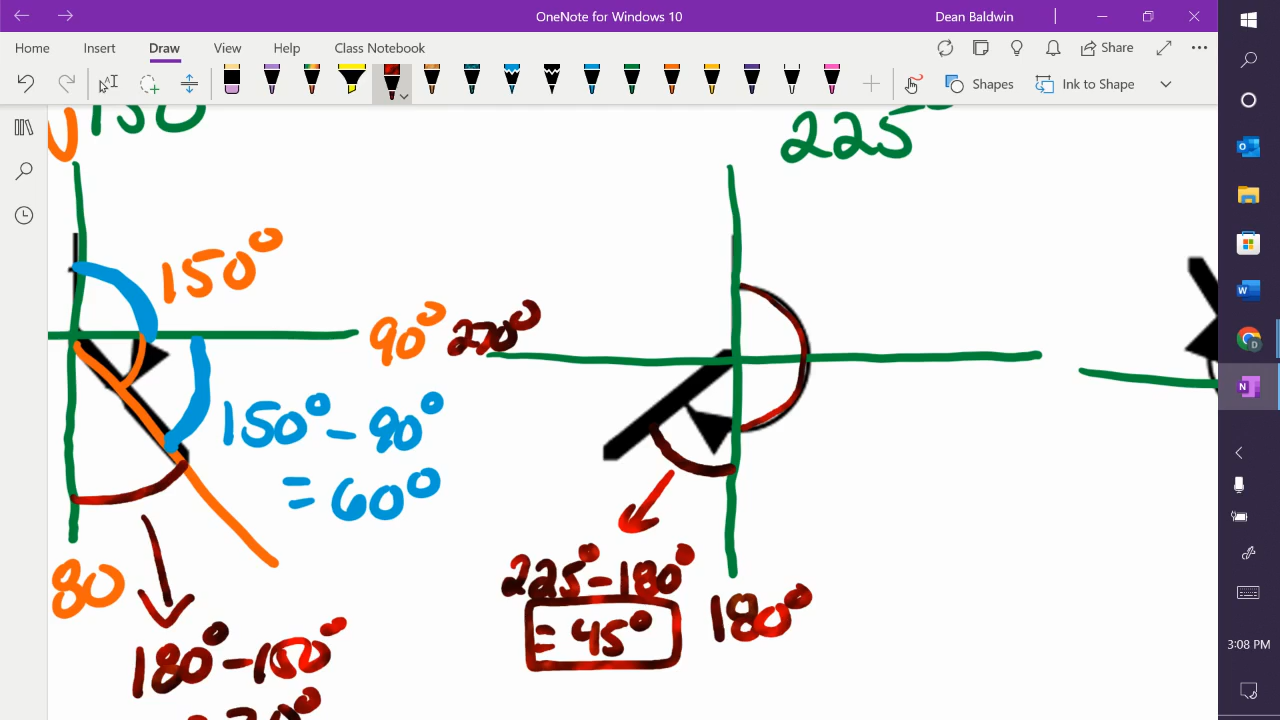 OneNote for Windows 10
Dean Baldwin
Home Insert Draw View Help Class Notebook
Share
Shapes
Ink to Shape
150
225°
150°
90°
270°
150° - 90°
= 60°
80
180° - 150°
225° - 180°
= 45°
180°
3:08 PM